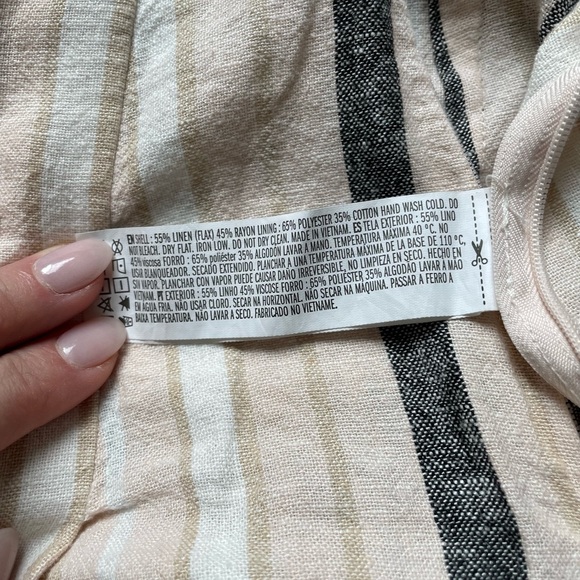 EN SHELL : 55% LINEN (FLAX) 45% RAYON LINING : 65% POLYESTER 35% COTTON HAND WASH COLD. DO
NOT BLEACH. DRY FLAT. IRON LOW. DO NOT DRY CLEAN. MADE IN VIETNAM. ES TELA EXTERIOR : 55% LINO
45% VISCOSE FORRO : 65% poliéster 35% ALGODÓN LAVAR A MANO. TEMPERATURA MÁXIMA 40 °C. NO
USAR BLANQUEADOR. SECADO EXTENDIDO. PLANCHAR A UNA TEMPERATURA MÁXIMA DE LA BASE DE 110 °C,
SIN VAPOR. PLANCHAR CON VAPOR PUEDE CAUSAR DAÑO IRREVERSIBLE, NO LIMPIEZA EN SECO. HECHO EN
VIETNAM. PT EXTERIOR : 55% LINHO 45% VISCOSE FORRO : 65% POLIÉSTER 35% ALGODÃO LAVAR À MÃO
EM ÁGUA FRIA. NÃO USAR CLORO. SECAR NA HORIZONTAL. NÃO SECAR NA MAQUINA. PASSAR A FERRO A
BAIXA TEMPERATURA. NÃO LAVAR A SECO. FABRICADO NO VIETNAME.